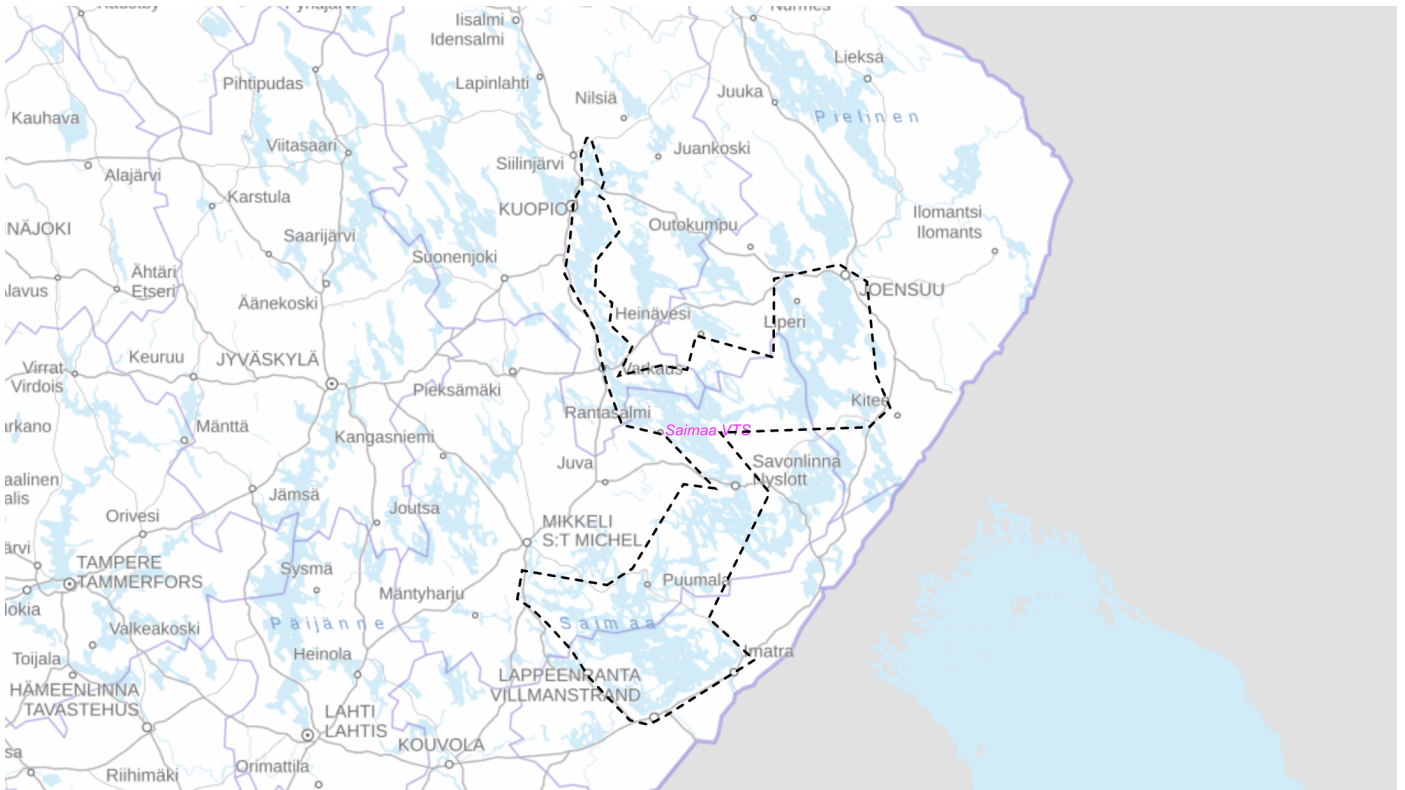 Iisalmi
Idensalmi
Nurmes
Lieksa
Pihtipudas
Lapinlahti
Nilsiä
Juuka
Pielinen
Kauhava
Viitasaari
Siilinjärvi
Juankoski
Alajärvi
Karstula
KUOPIO
Outokumpu
Ilomantsi
Ilomants
NÄJOKI
Saarijärvi
Suonenjoki
Ähtäri
Etseri
lavus
Äänekoski
JOENSUU
Heinävesi
Liperi
Virrat
Virdois
Keuruu
JYVÄSKYLÄ
Pieksämäki
Varkaus
Kitee
rkano
Mänttä
Kangasniemi
Rantasalmi
Saimaa VTS
Juva
Savonlinna
Nyslott
aalinen
alis
Jämsä
Orivesi
Joutsa
MIKKELI
S:T MICHEL
ärvi
TAMPERE
TAMMERFORS
Sysmä
Mäntyharju
Puumala
lokia
Valkeakoski
Päijänne
Saimaa
Toijala
Heinola
Imatra
HÄMEENLINNA
TAVASTEHUS
LAPPEENRANTA
VILLMANSTRAND
LAHTI
LAHTIS
KOUVOLA
sa
Riihimäki
Orimattila